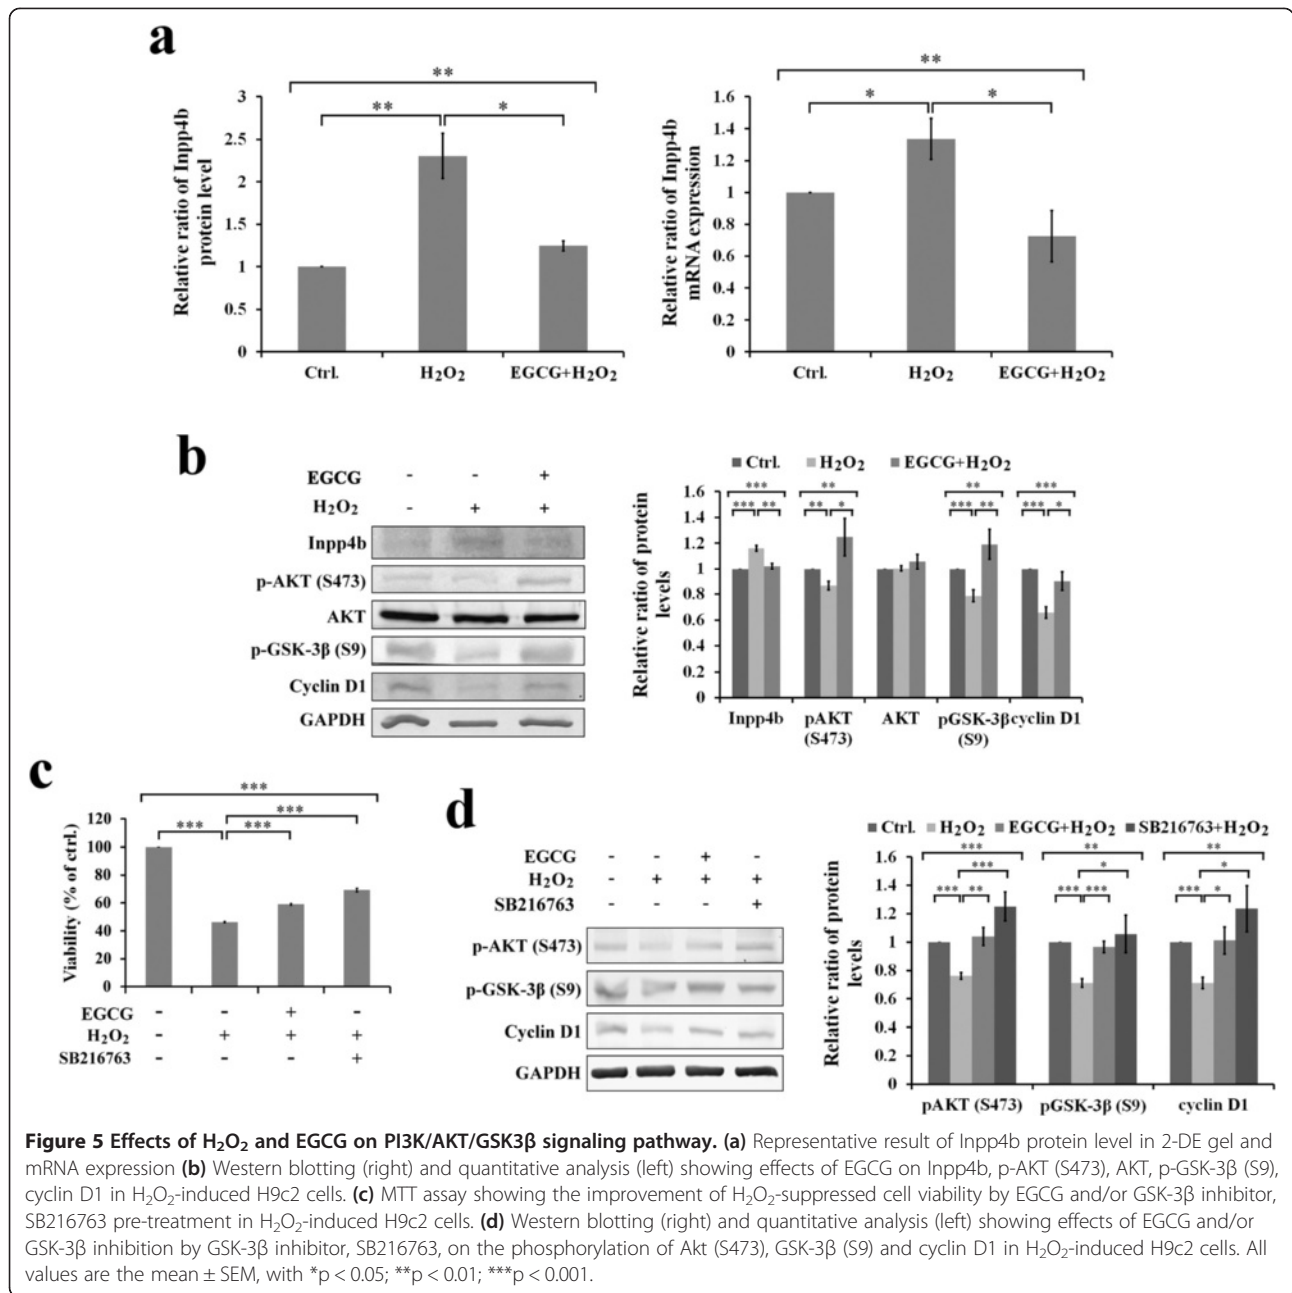 a
**
**
*
3
2.5
2
1.5
1
0.5
0
Relative ratio of Inpp4b
protein level
Ctrl.
H₂O₂
EGCG+H₂O₂
**
*
*
1.6
1.4
1.2
1
0.8
0.6
0.4
0.2
0
Relative ratio of Inpp4b
mRNA expression
Ctrl.
H₂O₂
EGCG+H₂O₂
b
EGCG - - +
H₂O₂ - + +
Inpp4b
p-AKT (S473)
AKT
p-GSK-3β (S9)
Cyclin D1
GAPDH
Ctrl. H₂O₂ EGCG+H₂O₂
*** ** ** ***
*** ** ** * *** ** *** *
1.6
1.4
1.2
1
0.8
0.6
0.4
0.2
0
Relative ratio of protein
levels
Inpp4b pAKT AKT pGSK-3β cyclin D1
(S473) (S9)
c
***
***
*** ***
120
100
80
60
40
20
0
Viability (% of ctrl.)
EGCG - - + -
H₂O₂ - + + +
SB216763 - - - +
d
EGCG - - + -
H₂O₂ - + + +
SB216763 - - - +
p-AKT (S473)
p-GSK-3β (S9)
Cyclin D1
GAPDH
Ctrl. H₂O₂ EGCG+H₂O₂ SB216763+H₂O₂
*** ** **
*** * *
*** ** *** *** *** *
1.6
1.4
1.2
1
0.8
0.6
0.4
0.2
0
Relative ratio of protein
levels
pAKT (S473) pGSK-3β (S9) cyclin D1
Figure 5 Effects of H₂O₂ and EGCG on PI3K/AKT/GSK3β signaling pathway. (a) Representative result of Inpp4b protein level in 2-DE gel and
mRNA expression (b) Western blotting (right) and quantitative analysis (left) showing effects of EGCG on Inpp4b, p-AKT (S473), AKT, p-GSK-3β (S9),
cyclin D1 in H₂O₂-induced H9c2 cells. (c) MTT assay showing the improvement of H₂O₂-suppressed cell viability by EGCG and/or GSK-3β inhibitor,
SB216763 pre-treatment in H₂O₂-induced H9c2 cells. (d) Western blotting (right) and quantitative analysis (left) showing effects of EGCG and/or
GSK-3β inhibition by GSK-3β inhibitor, SB216763, on the phosphorylation of Akt (S473), GSK-3β (S9) and cyclin D1 in H₂O₂-induced H9c2 cells. All
values are the mean ± SEM, with *p < 0.05; **p < 0.01; ***p < 0.001.